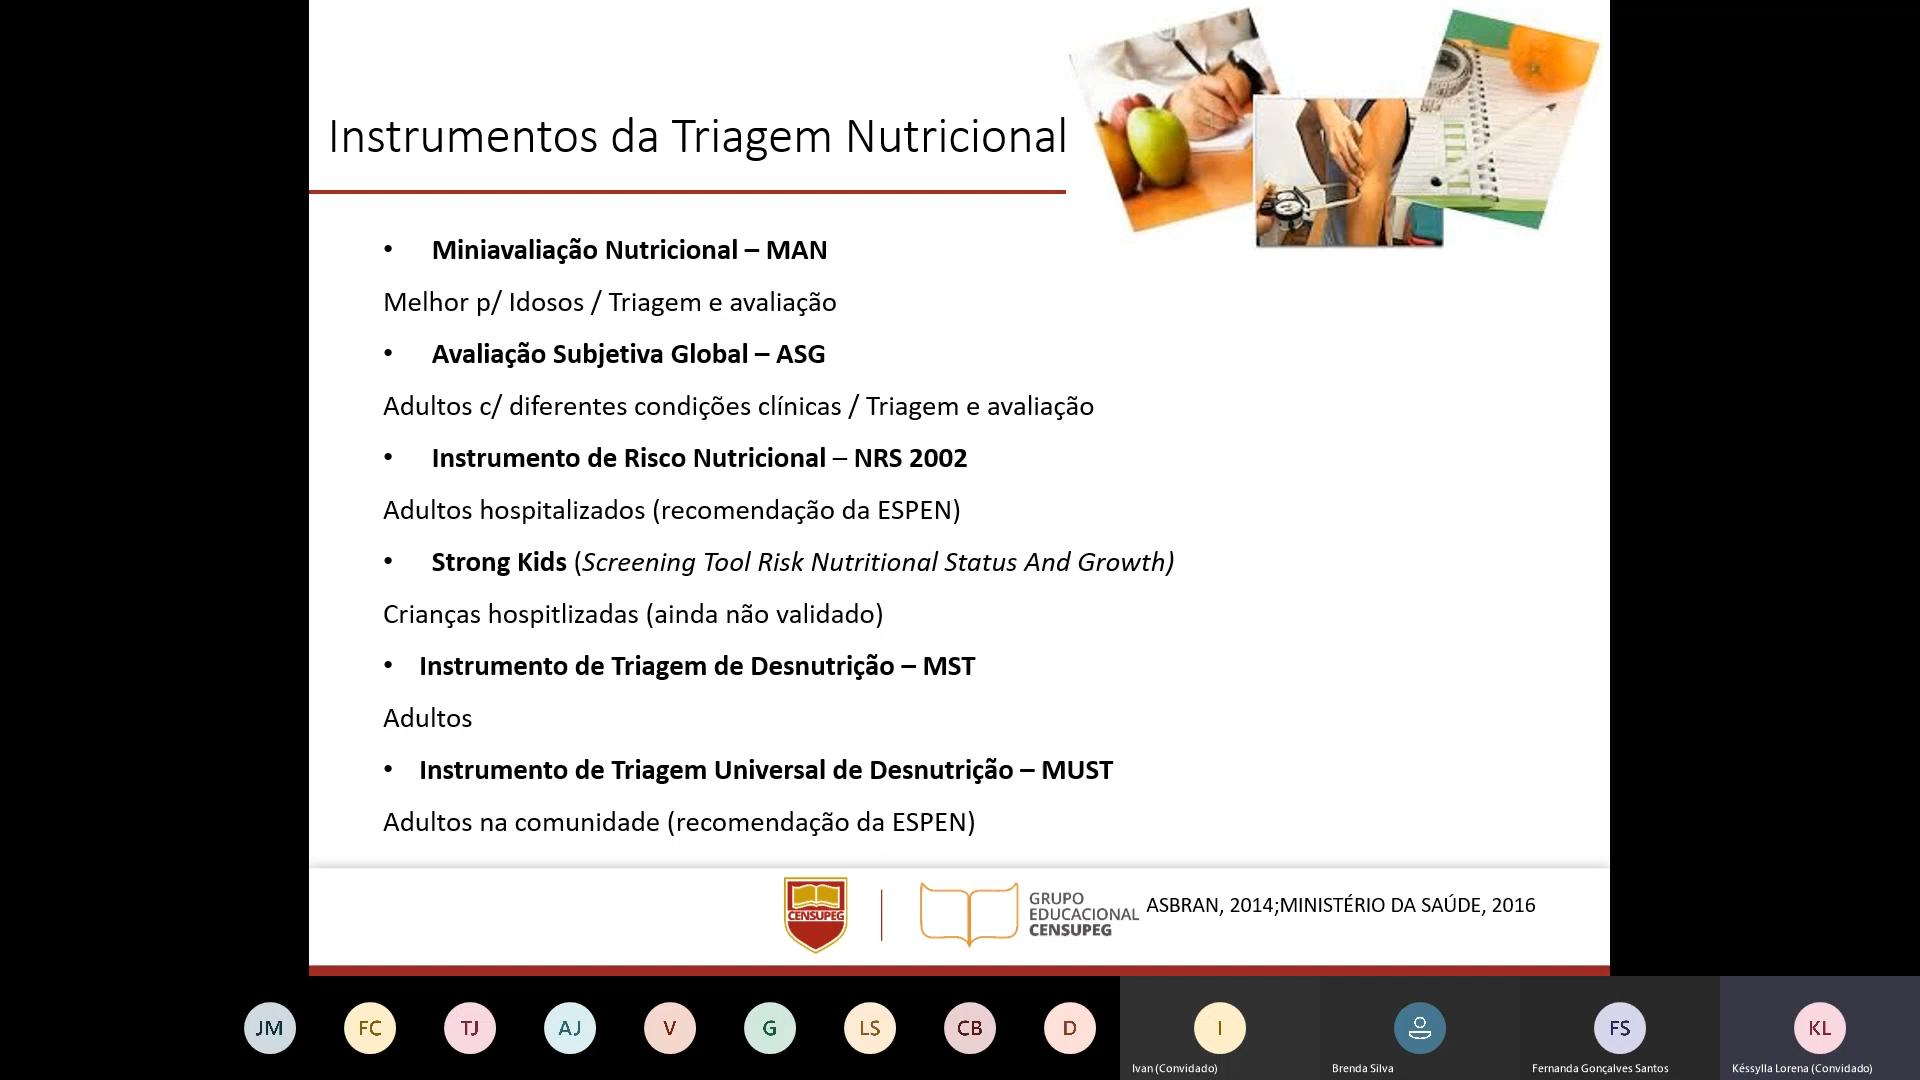 Instrumentos da Triagem Nutricional
• Miniavaliação Nutricional – MAN
Melhor p/ Idosos / Triagem e avaliação
• Avaliação Subjetiva Global – ASG
Adultos c/ diferentes condições clínicas / Triagem e avaliação
• Instrumento de Risco Nutricional – NRS 2002
Adultos hospitalizados (recomendação da ESPEN)
• Strong Kids (Screening Tool Risk Nutritional Status And Growth)
Crianças hospitlizadas (ainda não validado)
• Instrumento de Triagem de Desnutrição – MST
Adultos
• Instrumento de Triagem Universal de Desnutrição – MUST
Adultos na comunidade (recomendação da ESPEN)
CENSUPEG
GRUPO
EDUCACIONAL
CENSUPEG
ASBRAN, 2014;MINISTÉRIO DA SAÚDE, 2016
JM FC TJ AJ V G LS CB D I FS KL
Ivan (Convidado) Brenda Silva Fernanda Gonçalves Santos Késsylla Lorena (Convidado)